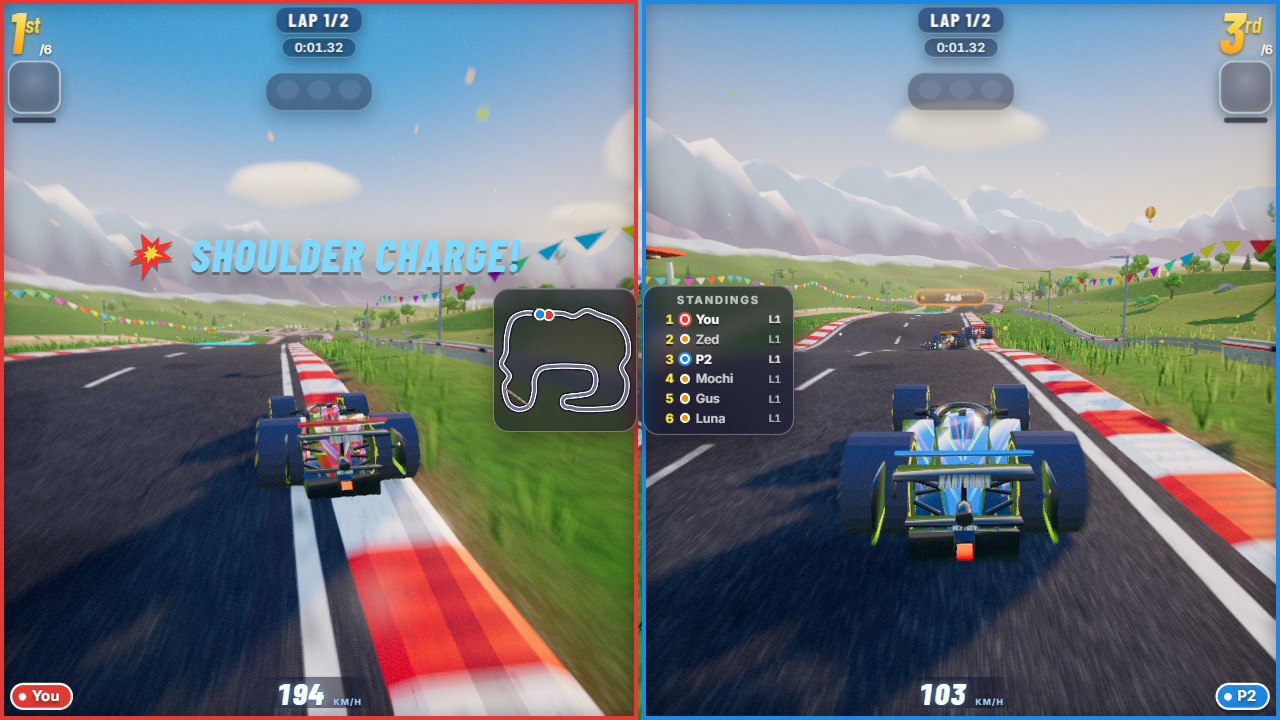 1st
/6
LAP 1/2
0:01.32
SHOULDER CHARGE!
194 KM/H
You
LAP 1/2
0:01.32
3rd
/6
Zed
STANDINGS
1 You L1
2 Zed L1
3 P2 L1
4 Mochi L1
5 Gus L1
6 Luna L1
103 KM/H
P2